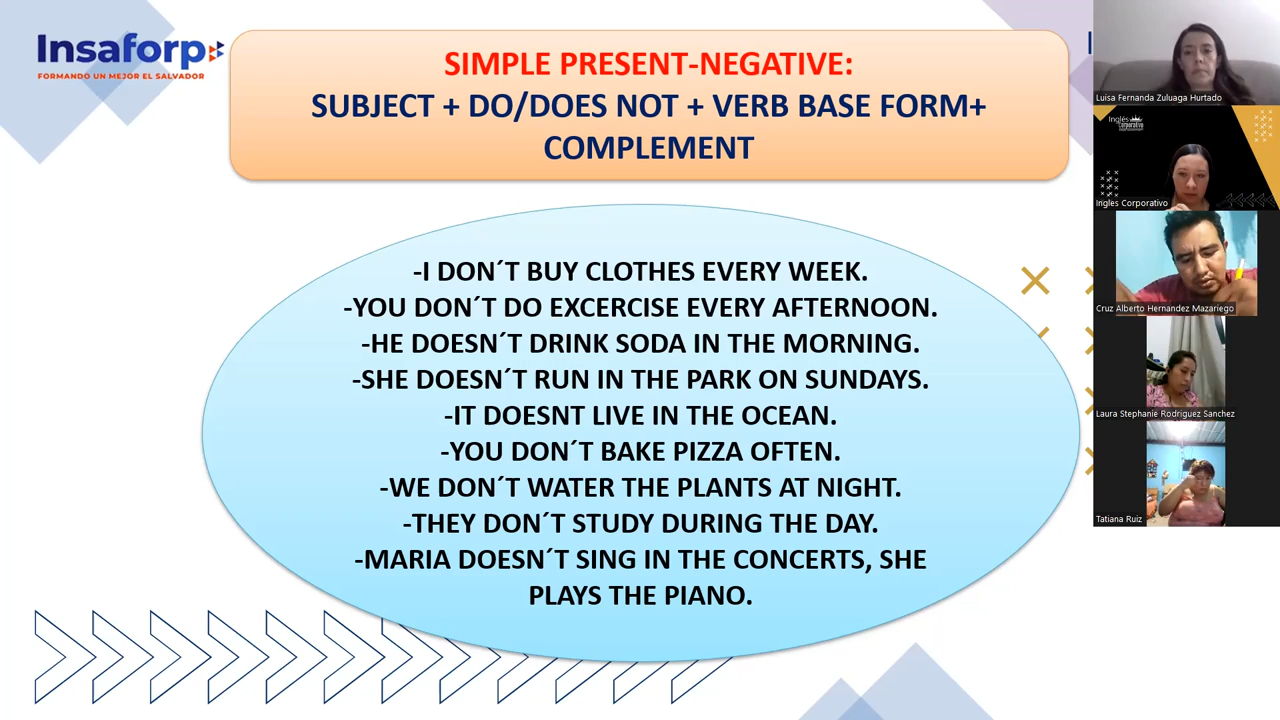 Insaforp
FORMANDO UN MEJOR EL SALVADOR
SIMPLE PRESENT-NEGATIVE:
SUBJECT + DO/DOES NOT + VERB BASE FORM+
COMPLEMENT
-I DON´T BUY CLOTHES EVERY WEEK.
-YOU DON´T DO EXCERCISE EVERY AFTERNOON.
-HE DOESN´T DRINK SODA IN THE MORNING.
-SHE DOESN´T RUN IN THE PARK ON SUNDAYS.
-IT DOESNT LIVE IN THE OCEAN.
-YOU DON´T BAKE PIZZA OFTEN.
-WE DON´T WATER THE PLANTS AT NIGHT.
-THEY DON´T STUDY DURING THE DAY.
-MARIA DOESN´T SING IN THE CONCERTS, SHE
PLAYS THE PIANO.
Luisa Fernanda Zuluaga Hurtado
Inglés
Corporativo
Ingles Corporativo
Cruz Alberto Hernandez Mazariego
Laura Stephanie Rodriguez Sanchez
Tatiana Ruiz